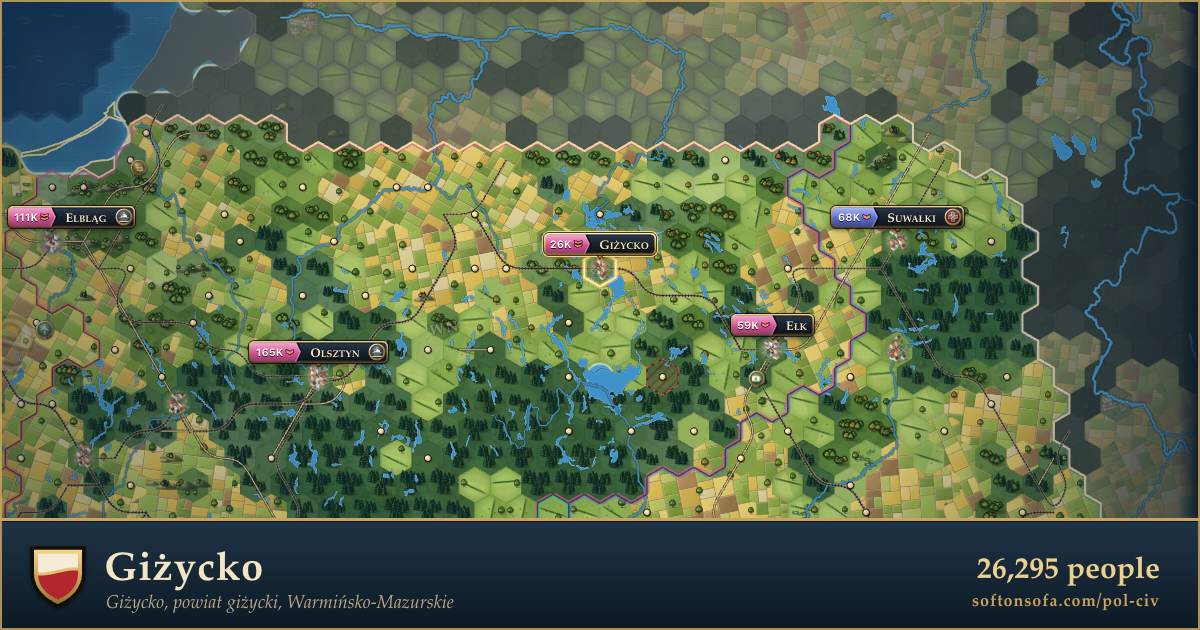 111K Elbląg
68K Suwałki
26K Giżycko
59K Ełk
165K Olsztyn
Giżycko
Giżycko, powiat giżycki, Warmińsko-Mazurskie
26,295 people
softonsofa.com/pol-civ